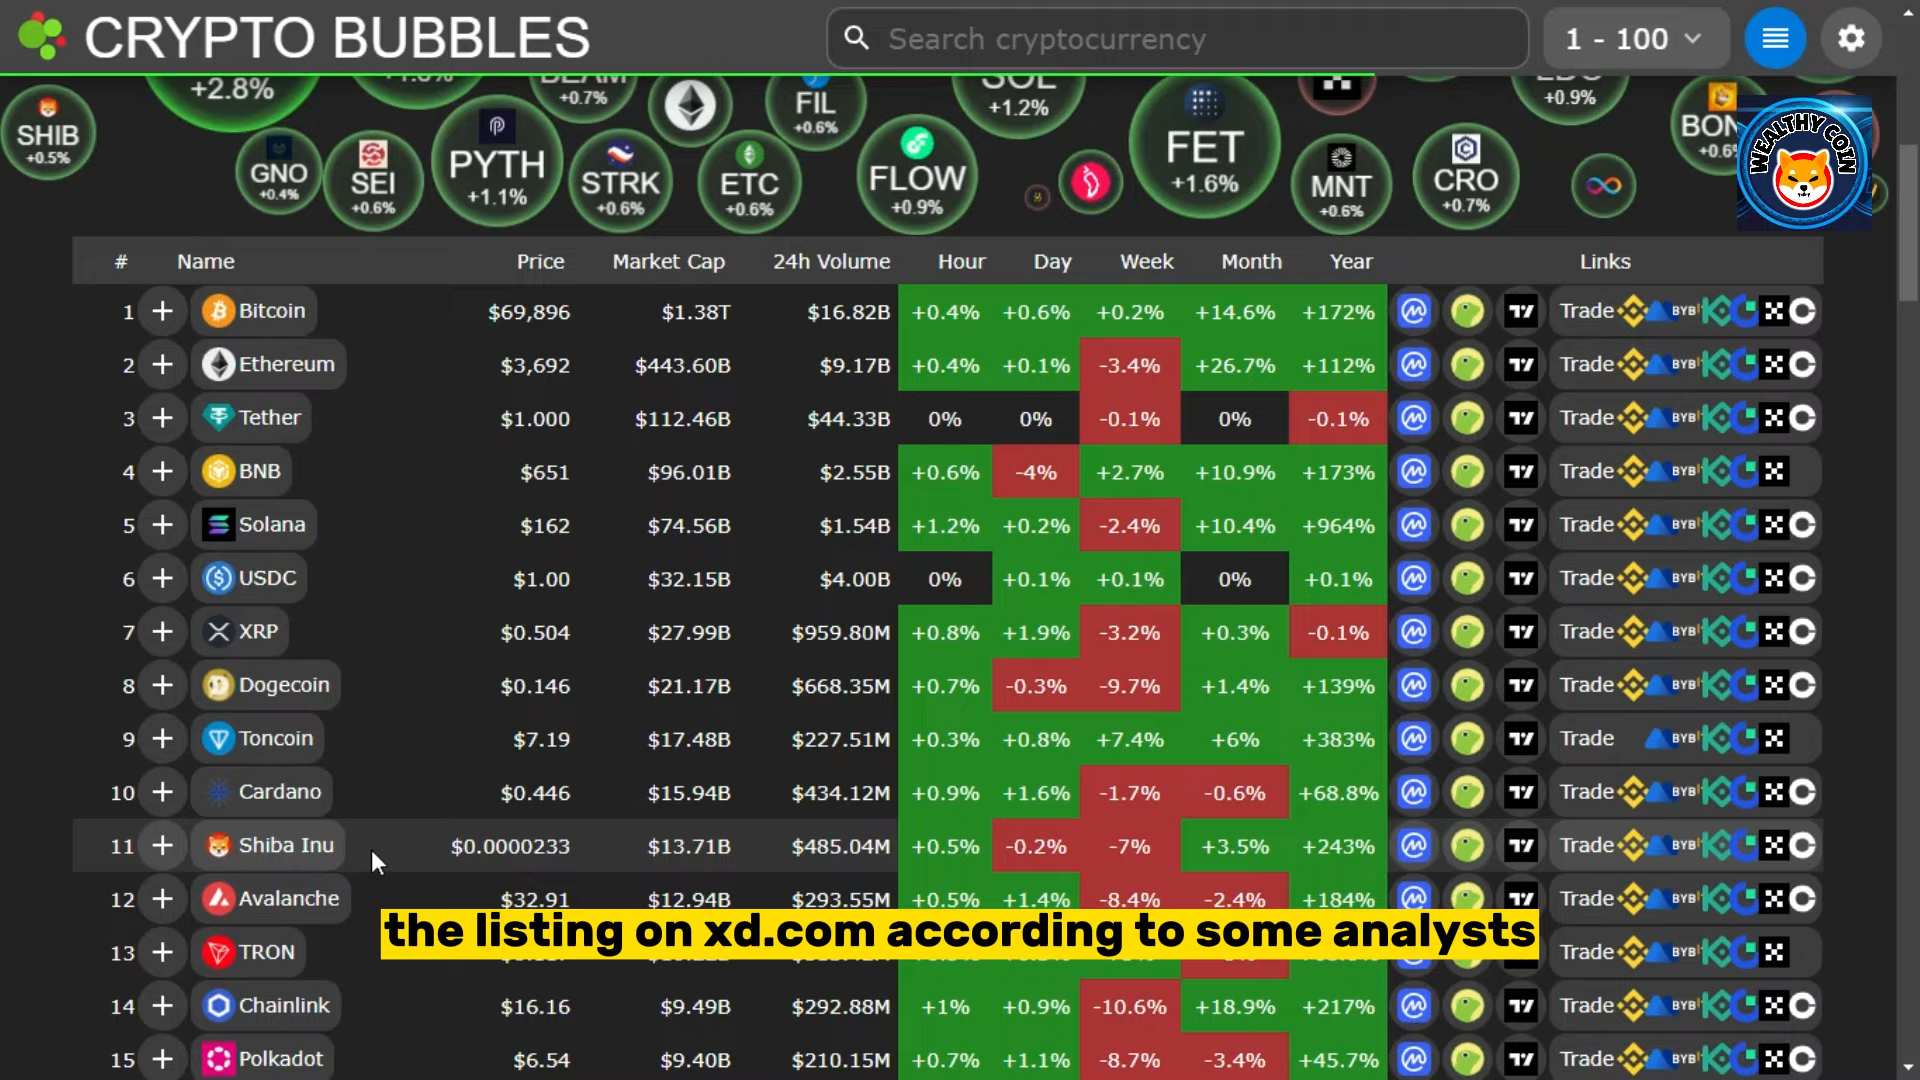 CRYPTO BUBBLES
Search cryptocurrency
1 - 100
+2.8%
+0.7%
FIL
+0.6%
SOL
+1.2%
+0.9%
SHIB
+0.5%
GNO
+0.4%
SEI
+0.6%
PYTH
+1.1%
STRK
+0.6%
ETC
+0.6%
FLOW
+0.9%
FET
+1.6%
MNT
+0.6%
CRO
+0.7%
WEALTHY COIN
# Name Price Market Cap 24h Volume Hour Day Week Month Year Links
1 + Bitcoin $69,896 $1.38T $16.82B +0.4% +0.6% +0.2% +14.6% +172% Trade BYB
2 + Ethereum $3,692 $443.60B $9.17B +0.4% +0.1% -3.4% +26.7% +112% Trade BYB
3 + Tether $1.000 $112.46B $44.33B 0% 0% -0.1% 0% -0.1% Trade BYB
4 + BNB $651 $96.01B $2.55B +0.6% -4% +2.7% +10.9% +173% Trade BYB
5 + Solana $162 $74.56B $1.54B +1.2% +0.2% -2.4% +10.4% +964% Trade BYB
6 + USDC $1.00 $32.15B $4.00B 0% +0.1% +0.1% 0% +0.1% Trade BYB
7 + XRP $0.504 $27.99B $959.80M +0.8% +1.9% -3.2% +0.3% -0.1% Trade BYB
8 + Dogecoin $0.146 $21.17B $668.35M +0.7% -0.3% -9.7% +1.4% +139% Trade BYB
9 + Toncoin $7.19 $17.48B $227.51M +0.3% +0.8% +7.4% +6% +383% Trade BYB
10 + Cardano $0.446 $15.94B $434.12M +0.9% +1.6% -1.7% -0.6% +68.8% Trade BYB
11 + Shiba Inu $0.0000233 $13.71B $485.04M +0.5% -0.2% -7% +3.5% +243% Trade BYB
12 + Avalanche $32.91 $12.94B $293.55M +0.5% +1.4% -8.4% -2.4% +184% Trade BYB
the listing on xd.com according to some analysts
13 + TRON Trade BYB
14 + Chainlink $16.16 $9.49B $292.88M +1% +0.9% -10.6% +18.9% +217% Trade BYB
15 + Polkadot $6.54 $9.40B $210.15M +0.7% +1.1% -8.7% -3.4% +45.7% Trade BYB